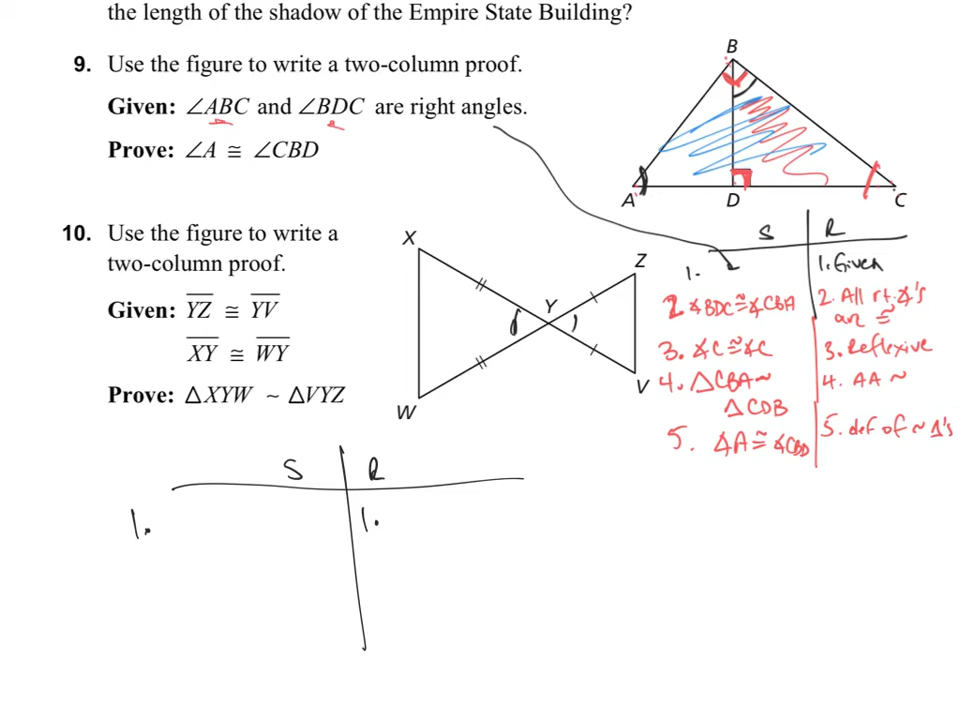 the length of the shadow of the Empire State Building?
9. Use the figure to write a two-column proof.
Given: ∠ABC and ∠BDC are right angles.
Prove: ∠A ≅ ∠CBD
B
A
D
C
S | R
1. | 1. Given
2. ∡BDC ≅ ∡CBA | 2. All rt. ∡'s
are ≅
3. ∡C ≅ ∡C | 3. Reflexive
4. △CBA ~ | 4. AA ~
△CDB
5. ∡A ≅ ∡CBD | 5. def of ~ △'s
10. Use the figure to write a
two-column proof.
Given: YZ ≅ YV
XY ≅ WY
Prove: △XYW ~ △VYZ
X
Z
Y
V
W
S | R
1. | 1.